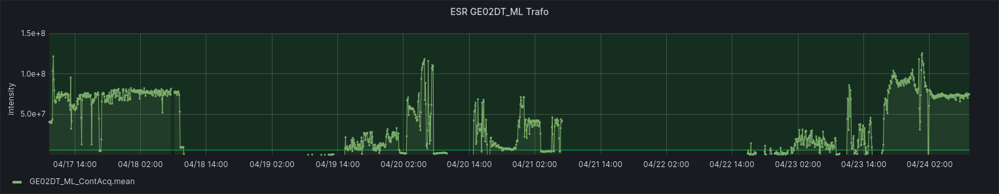 ESR GE02DT_ML Trafo
1.5e+8
1.0e+8
5.0e+7
intensity
04/17 14:00 04/18 02:00 04/18 14:00 04/19 02:00 04/19 14:00 04/20 02:00 04/20 14:00 04/21 02:00 04/21 14:00 04/22 02:00 04/22 14:00 04/23 02:00 04/23 14:00 04/24 02:00
GE02DT_ML_ContAcq.mean